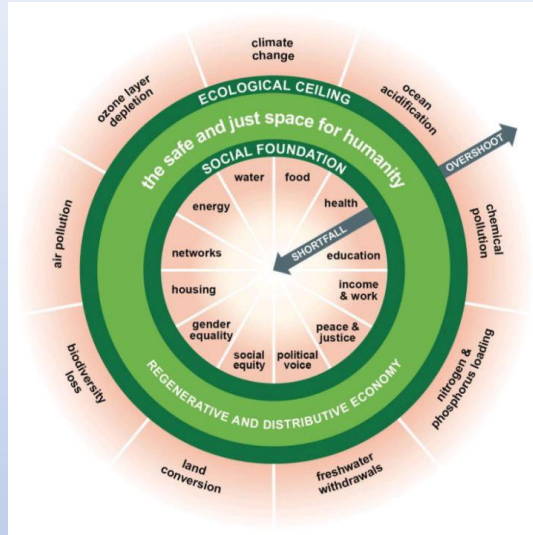 climate
change
ozone layer
depletion
ocean
acidification
ECOLOGICAL CEILING
the safe and just space for humanity
OVERSHOOT
SOCIAL FOUNDATION
water
food
energy
health
air pollution
chemical
pollution
SHORTFALL
networks
education
housing
income
& work
gender
equality
peace &
justice
social
equity
political
voice
biodiversity
loss
nitrogen &
phosphorus loading
REGENERATIVE AND DISTRIBUTIVE ECONOMY
land
conversion
freshwater
withdrawals